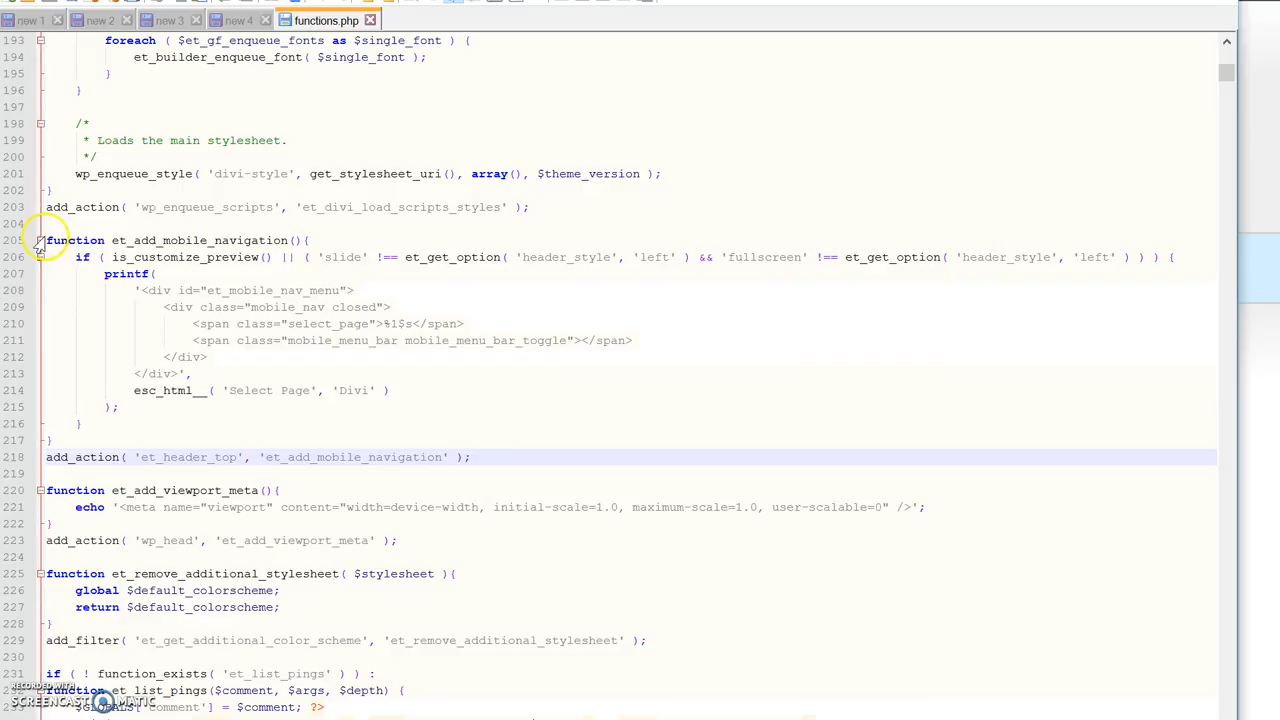 new 1 new 2 new 3 new 4 functions.php
193 foreach ( $et_gf_enqueue_fonts as $single_font ) {
194 et_builder_enqueue_font( $single_font );
195 }
196 }
197
198 /*
199 * Loads the main stylesheet.
200 */
201 wp_enqueue_style( 'divi-style', get_stylesheet_uri(), array(), $theme_version );
202 }
203 add_action( 'wp_enqueue_scripts', 'et_divi_load_scripts_styles' );
204
205 function et_add_mobile_navigation(){
206 if ( is_customize_preview() || ( 'slide' !== et_get_option( 'header_style', 'left' ) && 'fullscreen' !== et_get_option( 'header_style', 'left' ) ) ) {
207 printf(
208 '<div id="et_mobile_nav_menu">
209 <div class="mobile_nav closed">
210 <span class="select_page">%1$s</span>
211 <span class="mobile_menu_bar mobile_menu_bar_toggle"></span>
212 </div>
213 </div>',
214 esc_html__( 'Select Page', 'Divi' )
215 );
216 }
217 }
218 add_action( 'et_header_top', 'et_add_mobile_navigation' );
219
220 function et_add_viewport_meta(){
221 echo '<meta name="viewport" content="width=device-width, initial-scale=1.0, maximum-scale=1.0, user-scalable=0" />';
222 }
223 add_action( 'wp_head', 'et_add_viewport_meta' );
224
225 function et_remove_additional_stylesheet( $stylesheet ){
226 global $default_colorscheme;
227 return $default_colorscheme;
228 }
229 add_filter( 'et_get_additional_color_scheme', 'et_remove_additional_stylesheet' );
230
231 if ( ! function_exists( 'et_list_pings' ) ) :
function et_list_pings($comment, $args, $depth) {
$GLOBALS['comment'] = $comment; ?>
RECORDED WITH
SCREENCAST MATIC